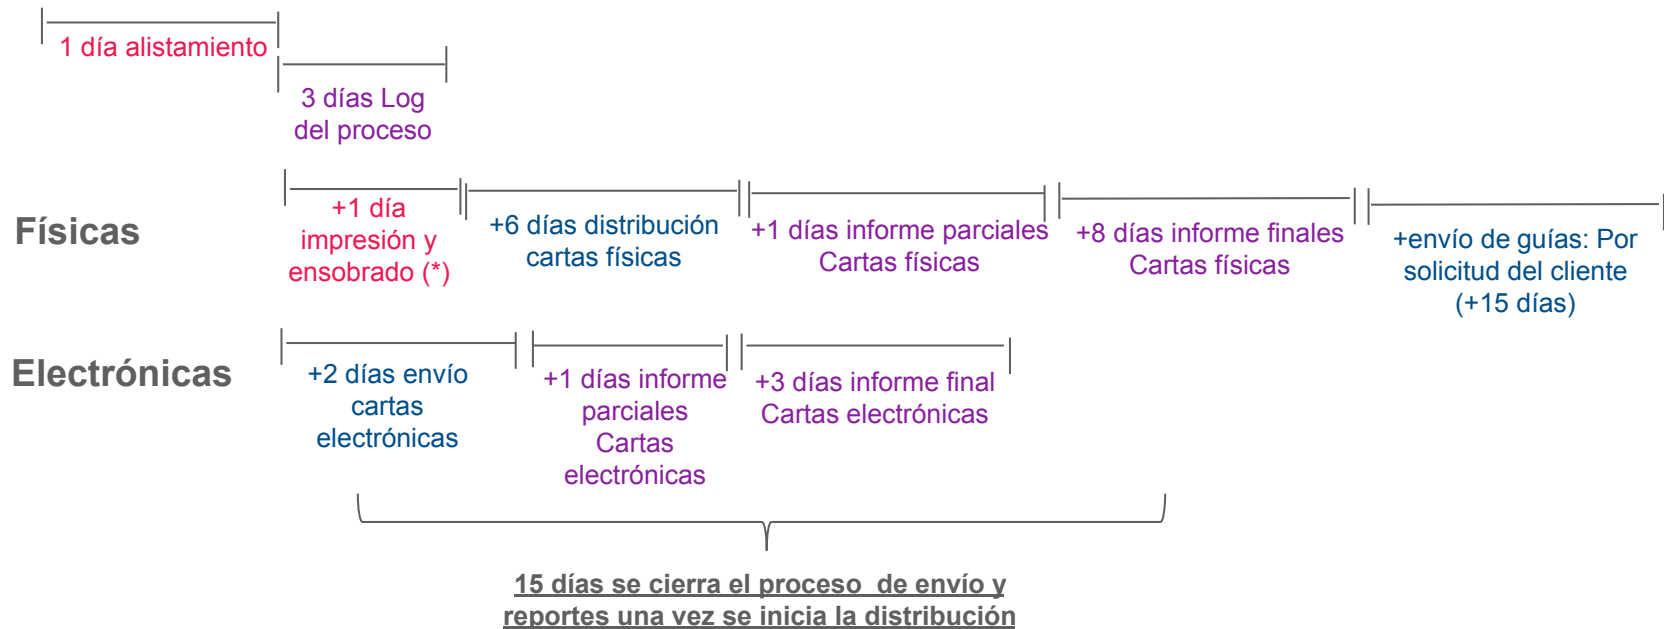 1 día alistamiento
3 días Log
del proceso
Físicas
+1 día
impresión y
ensobrado (*)
+6 días distribución
cartas físicas
+1 días informe parciales
Cartas físicas
+8 días informe finales
Cartas físicas
+envío de guías: Por
solicitud del cliente
(+15 días)
Electrónicas
+2 días envío
cartas
electrónicas
+1 días informe
parciales
Cartas
electrónicas
+3 días informe final
Cartas electrónicas
15 días se cierra el proceso  de envío y
reportes una vez se inicia la distribución